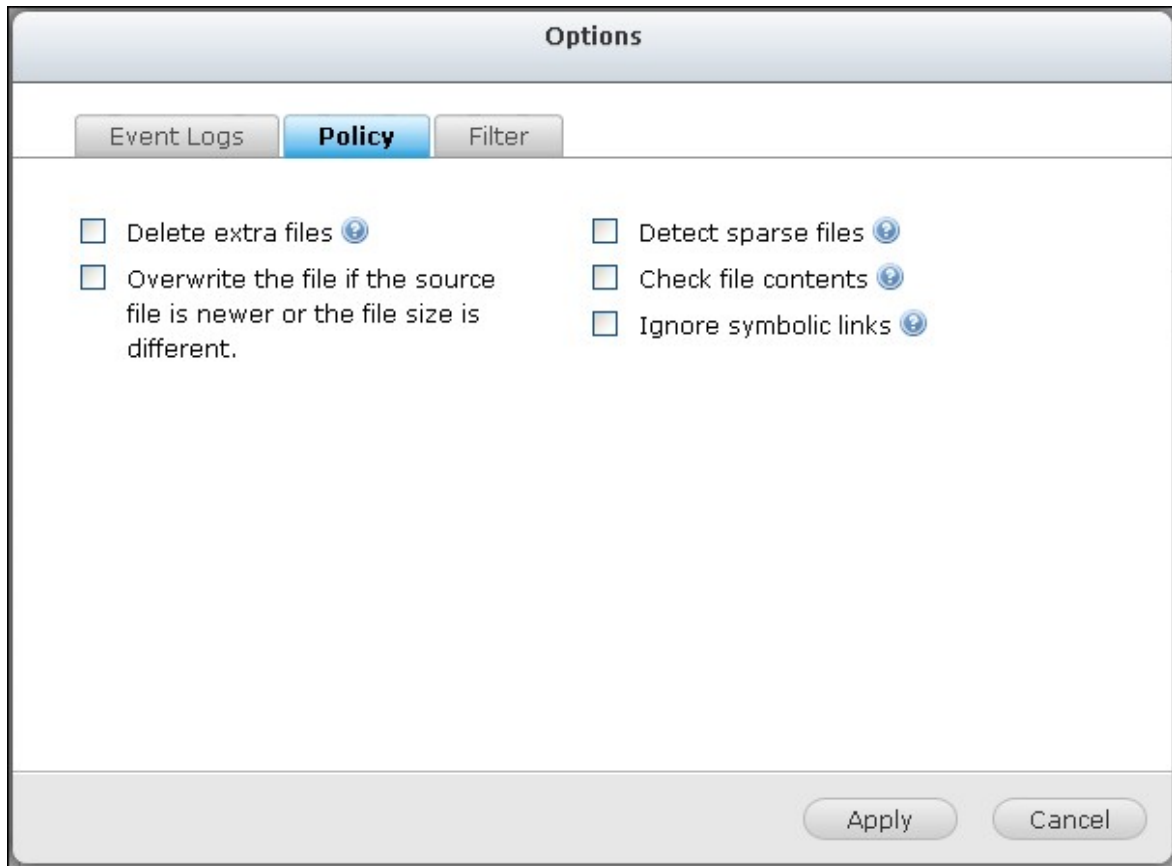 Options
Event Logs
Policy
Filter
Delete extra files
Overwrite the file if the source
file is newer or the file size is
different.
Detect sparse files
Check file contents
Ignore symbolic links
Apply
Cancel